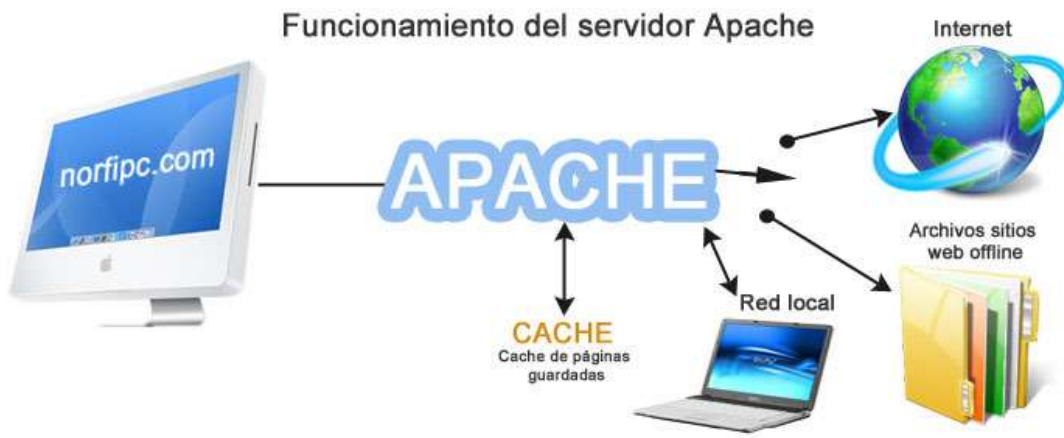 Funcionamiento del servidor Apache
Internet
norfipc.com
APACHE
Archivos sitios
web offline
Red local
CACHE
Cache de páginas
guardadas